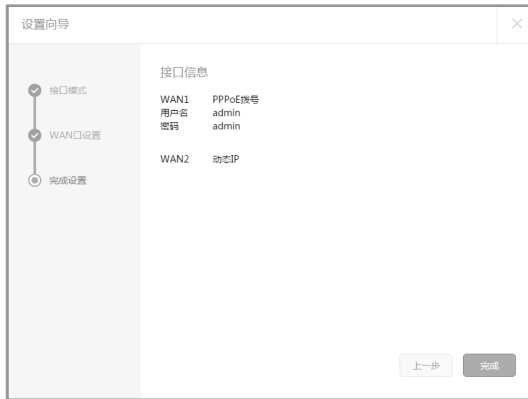 设置向导
接口模式
WAN口设置
完成设置
接口信息
WAN1 PPPoE拨号
用户名 admin
密码 admin
WAN2 动态IP
上一步 完成